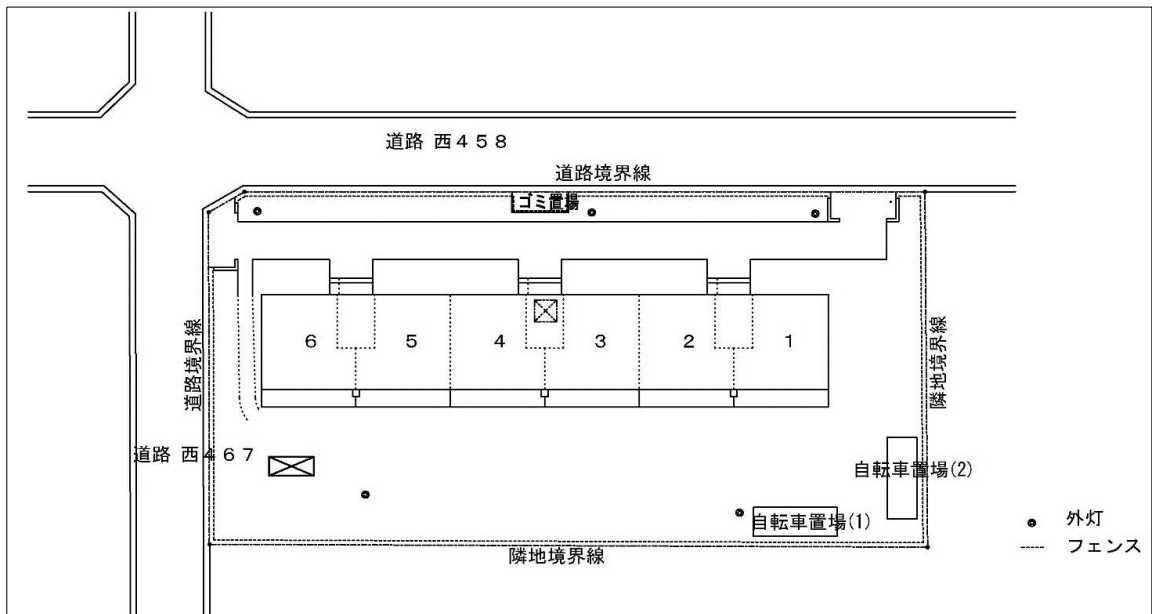 道路 西４５８
道路境界線
ゴミ置場
6
5
4
3
2
1
道路境界線
隣地境界線
道路 西４６７
自転車置場(2)
自転車置場(1)
外灯
フェンス
隣地境界線